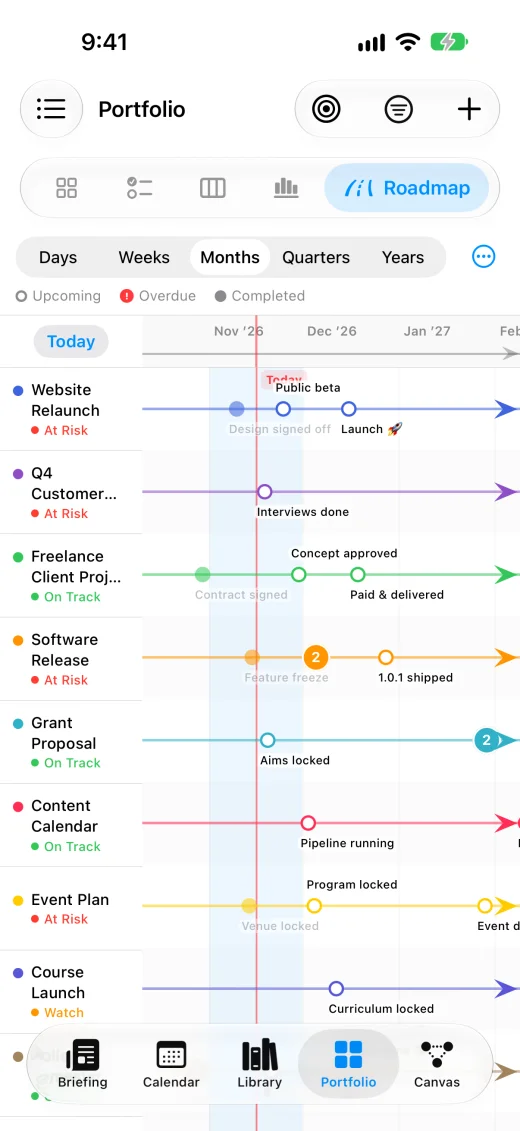 9:41
Portfolio
Roadmap
Days Weeks Months Quarters Years
Upcoming Overdue Completed
Today
Nov ’26 Dec ’26 Jan ’27 Feb
Today
Website
Relaunch
At Risk
Public beta
Design signed off
Launch 🚀
Q4
Customer...
At Risk
Interviews done
Freelance
Client Proj...
On Track
Concept approved
Contract signed
Paid & delivered
Software
Release
At Risk
2
Feature freeze
1.0.1 shipped
Grant
Proposal
On Track
2
Aims locked
Content
Calendar
On Track
Pipeline running
Event Plan
At Risk
Program locked
Venue locked
Event d
Course
Launch
Watch
Curriculum locked
Briefing Calendar Library Portfolio Canvas